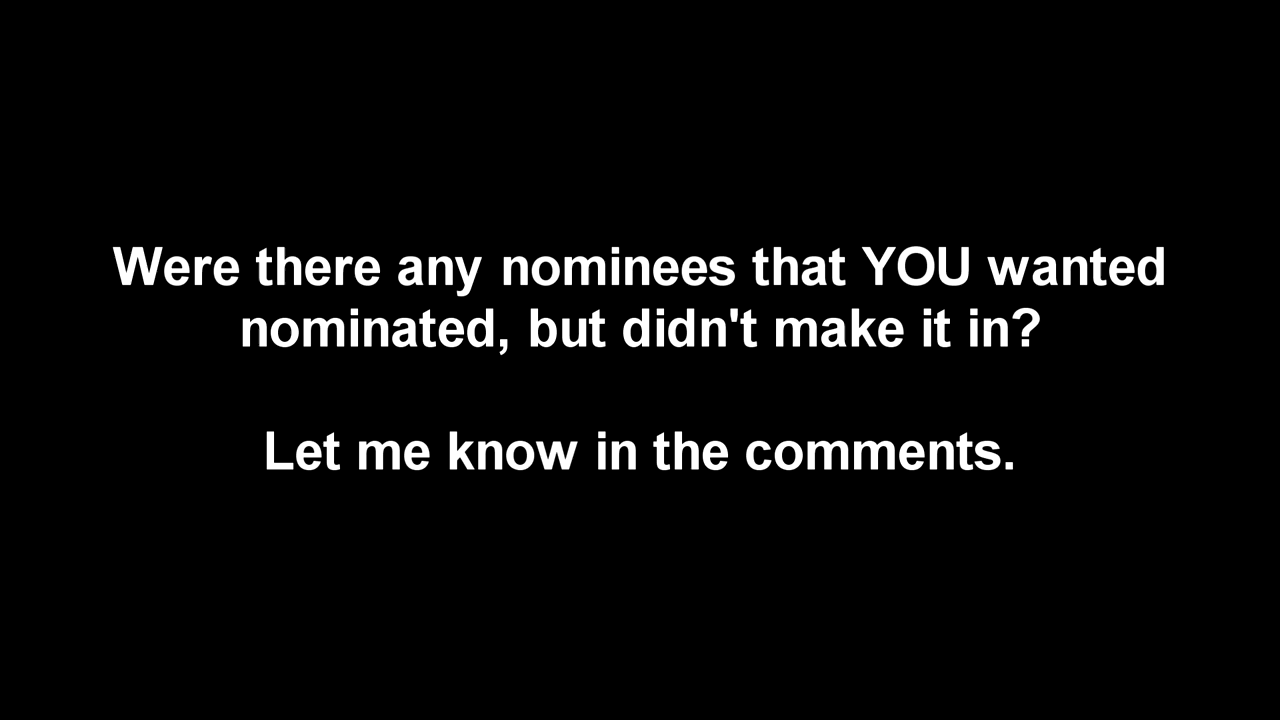 Were there any nominees that YOU wanted
nominated, but didn't make it in?
Let me know in the comments.